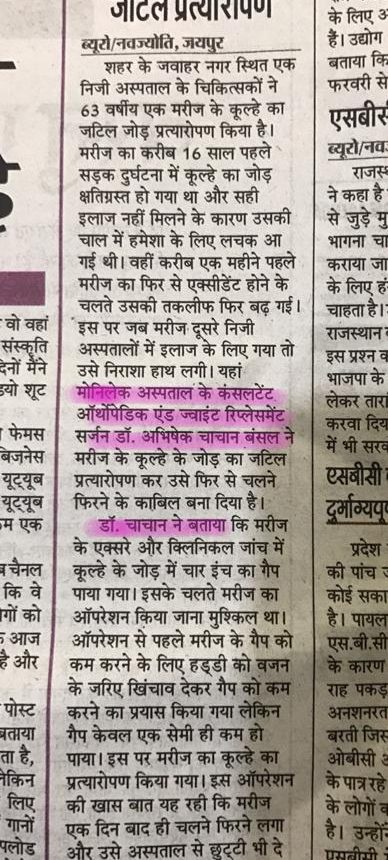 जटिल प्रत्यारोपण
ब्यूरो/नवज्योति, जयपुर
शहर के जवाहर नगर स्थित एक
निजी अस्पताल के चिकित्सकों ने
63 वर्षीय एक मरीज के कूल्हे का
जटिल जोड़ प्रत्यारोपण किया है।
मरीज का करीब 16 साल पहले
सड़क दुर्घटना में कूल्हे का जोड़
क्षतिग्रस्त हो गया था और सही
इलाज नहीं मिलने के कारण उसकी
चाल में हमेशा के लिए लचक आ
गई थी। वहीं करीब एक महीने पहले
मरीज का फिर से एक्सीडेंट होने के
चलते उसकी तकलीफ फिर बढ़ गई।
इस पर जब मरीज दूसरे निजी
अस्पतालों में इलाज के लिए गया तो
उसे निराशा हाथ लगी। यहां
मोनिलेक अस्पताल के कंसलटेंट
ऑर्थोपेडिक एंड ज्वाइंट रिप्लेसमेंट
सर्जन डॉ. अभिषेक चाचान बंसल ने
मरीज के कूल्हे के जोड़ का जटिल
प्रत्यारोपण कर उसे फिर से चलने
फिरने के काबिल बना दिया है।
डॉ. चाचान ने बताया कि मरीज
के एक्सरे और क्लिनिकल जांच में
कूल्हे के जोड़ में चार इंच का गैप
पाया गया। इसके चलते मरीज का
ऑपरेशन किया जाना मुश्किल था।
ऑपरेशन से पहले मरीज के गैप को
कम करने के लिए हड्डी को वजन
के जरिए खिंचाव देकर गैप को कम
करने का प्रयास किया गया लेकिन
गैप केवल एक सेमी ही कम हो
पाया। इस पर मरीज का कूल्हे का
प्रत्यारोपण किया गया। इस ऑपरेशन
की खास बात यह रही कि मरीज
एक दिन बाद ही चलने फिरने लगा
और उसे अस्पताल से छुटटी भी दे
वो वहां
संस्कृति
मैंने
शूट
फेमस
बिजनेस
यूट्यूब
यूट्यूब
एक
चैनल
कि वे
को
आज
है और
पोस्ट
बताया
ता है,
लिए
गानों
के लिए
हैं। उद्योग
बताया कि
फरवरी से
एसबीसी
ब्यूरो/नव
राजस्
ने कहा है
से जुड़े मु
भागना चा
कराया जा
के लिए
चाहता है।
राजस्थान
इस प्रश्न
भाजपा के
लेकर तारा
करवा दिय
में भी सरक
एसबीसी
दुर्भाग्यपू
प्रदेश
की पांच
कोई सका
है। पायल
एस.बी.सी
के कारण
राह पकड़
अनशनरत
बरती जिस
ओबीसी
के पात्र रहे
के लोगों
है। उन्हो